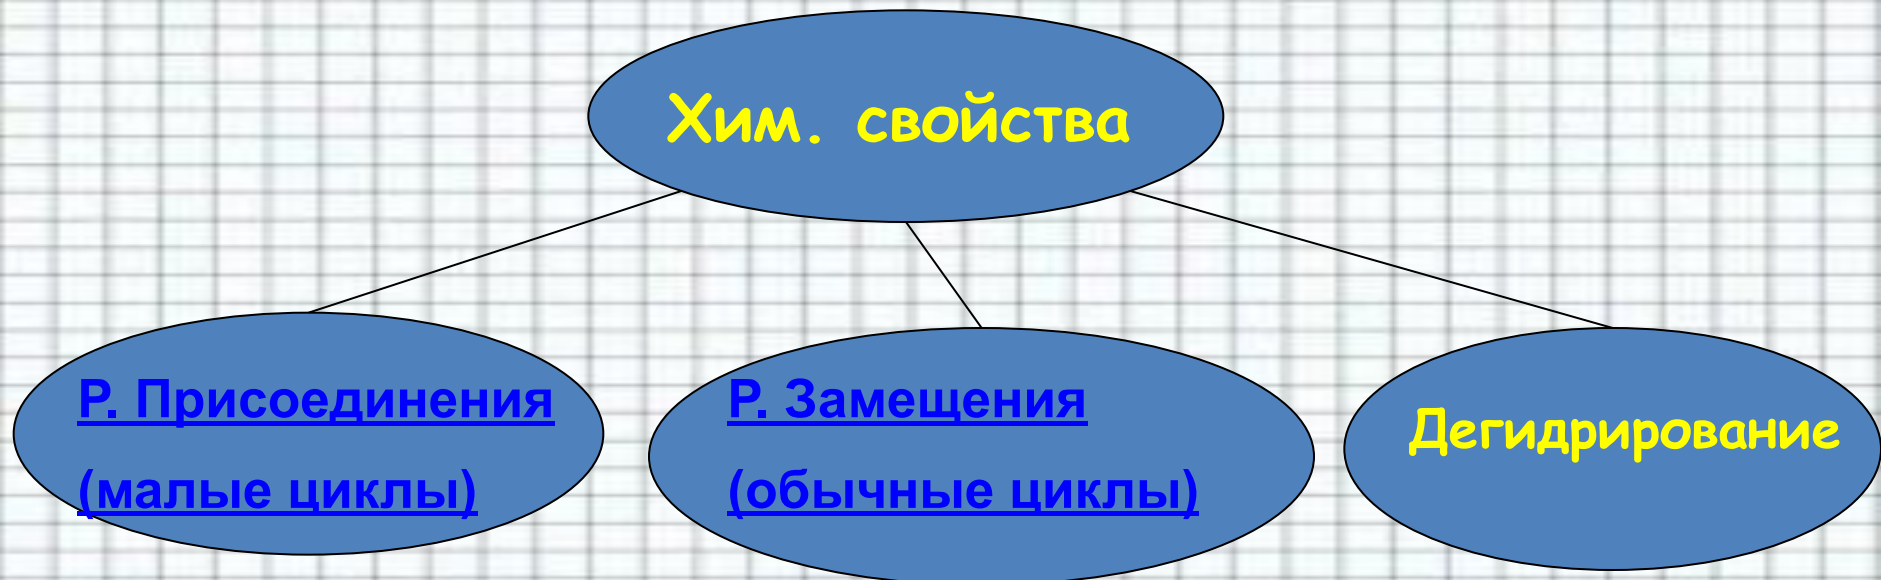 Хим. свойства
Р. Присоединения
(малые циклы)
Р. Замещения
(обычные циклы)
Дегидрирование